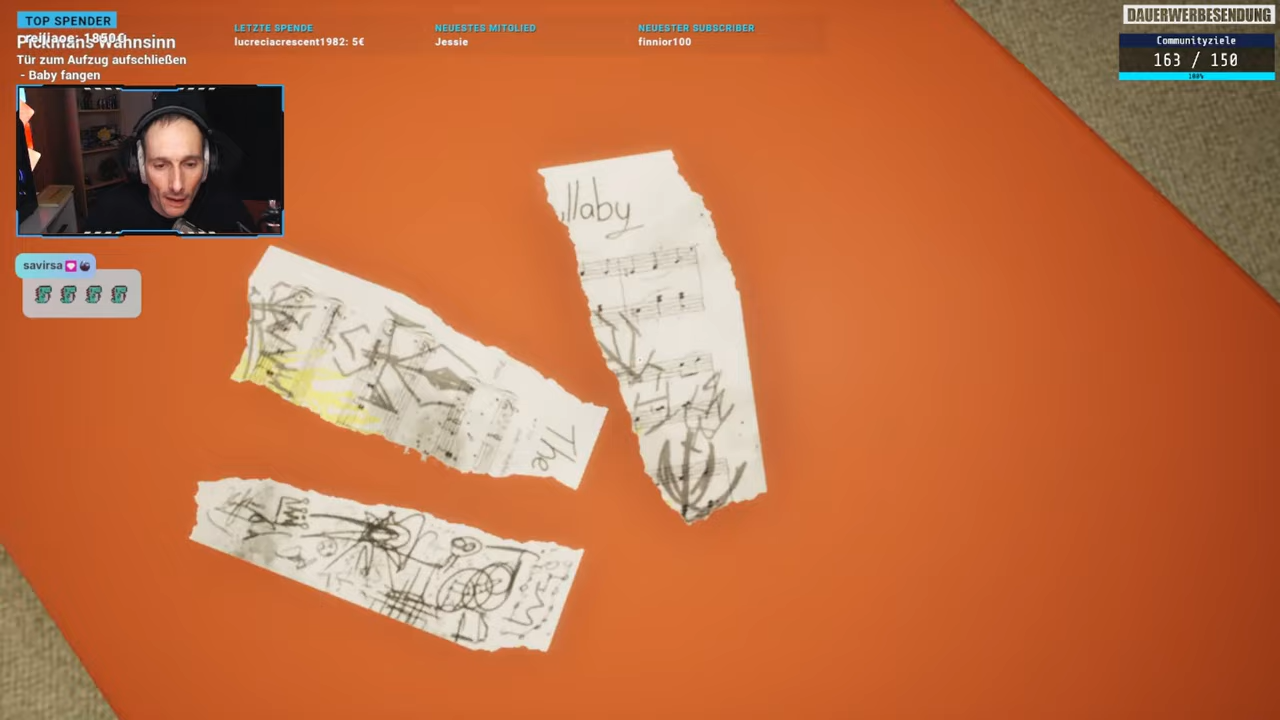 TOP SPENDER
LETZTE SPENDE
lucreciacrescent1982: 5€
NEUESTES MITGLIED
Jessie
NEUESTER SUBSCRIBER
finnior100
DAUERWERBESENDUNG
Communityziele
163 / 150
100%
Pickmans Wahnsinn
Tür zum Aufzug aufschließen
- Baby fangen
savirsa
llaby
The